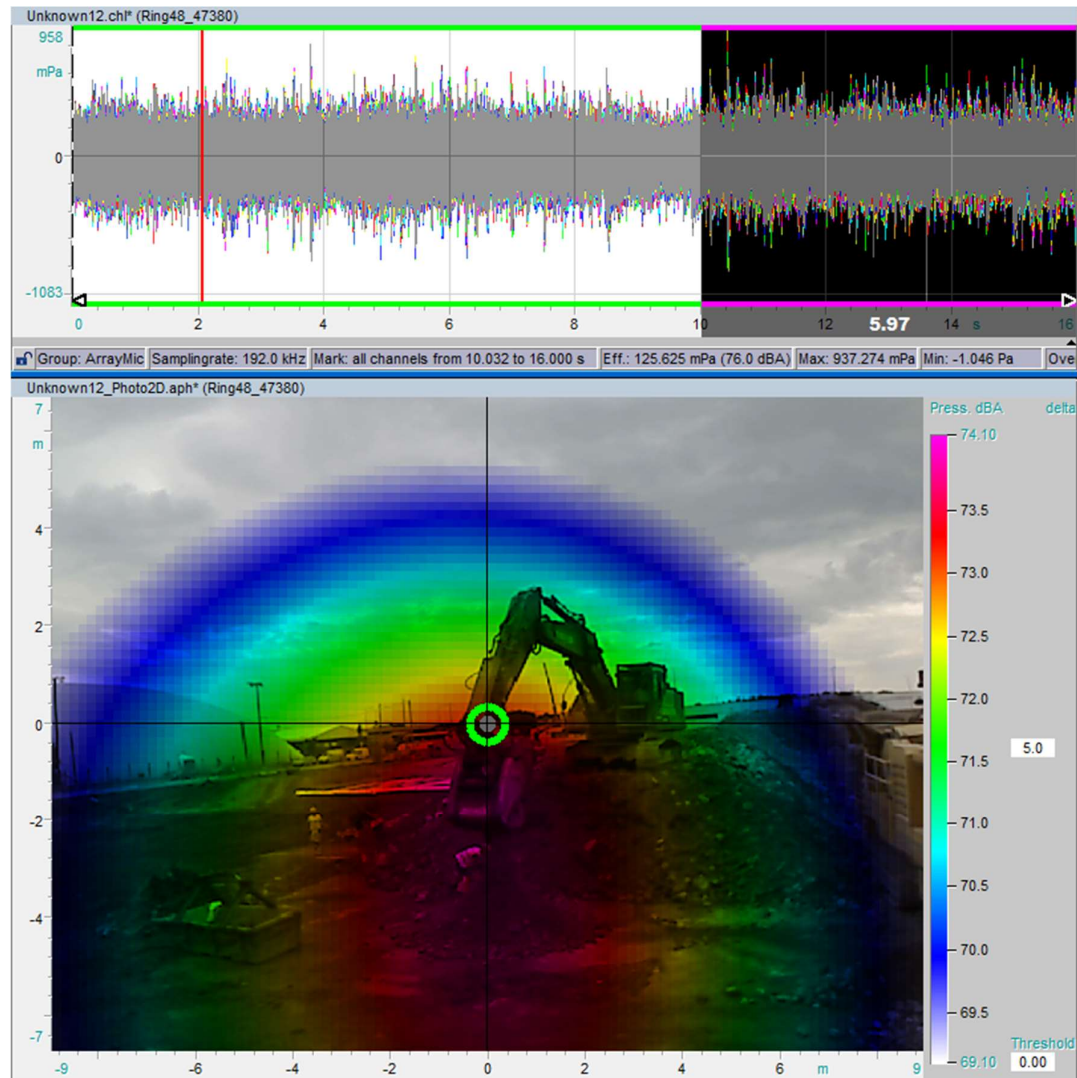 Unknown12.chl* (Ring48_47380)
958
mPa
0
-1083
0 2 4 6 8 10 12 5.97 14 s 16
Group: ArrayMic Samplingrate: 192.0 kHz Mark: all channels from 10.032 to 16.000 s Eff.: 125.625 mPa (76.0 dBA) Max: 937.274 mPa Min: -1.046 Pa Ove
Unknown12_Photo2D.aph* (Ring48_47380)
7
m
4
2
0
-2
-4
-7
-9 -6 -4 -2 0 2 4 6 m 9
Press. dBA delta
74.10
73.5
73.0
72.5
72.0
71.5
5.0
71.0
70.5
70.0
69.5
Threshold
69.10 0.00